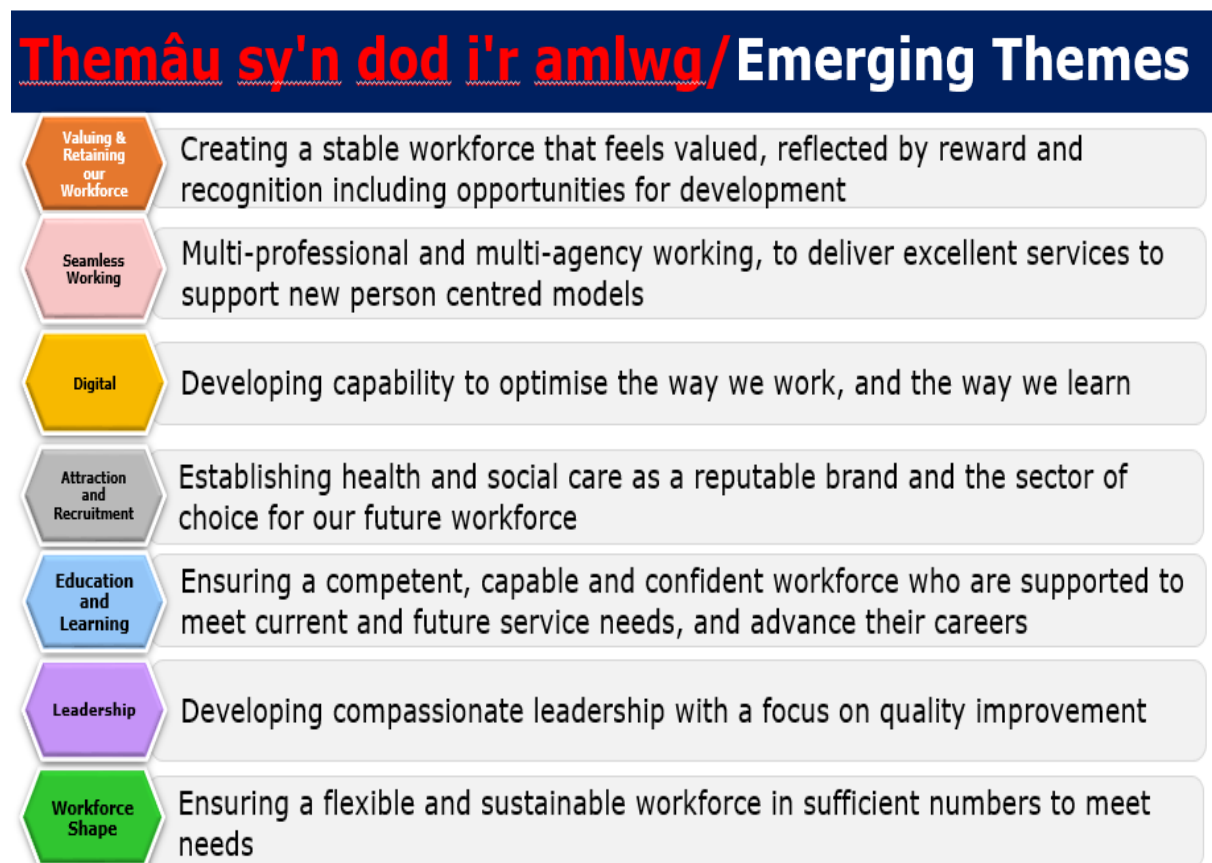 Themâu sy'n dod i'r amlwg/Emerging Themes
Valuing &
Retaining
our
Workforce
Creating a stable workforce that feels valued, reflected by reward and
recognition including opportunities for development
Seamless
Working
Multi-professional and multi-agency working, to deliver excellent services to
support new person centred models
Digital
Developing capability to optimise the way we work, and the way we learn
Attraction
and
Recruitment
Establishing health and social care as a reputable brand and the sector of
choice for our future workforce
Education
and
Learning
Ensuring a competent, capable and confident workforce who are supported to
meet current and future service needs, and advance their careers
Leadership
Developing compassionate leadership with a focus on quality improvement
Workforce
Shape
Ensuring a flexible and sustainable workforce in sufficient numbers to meet
needs